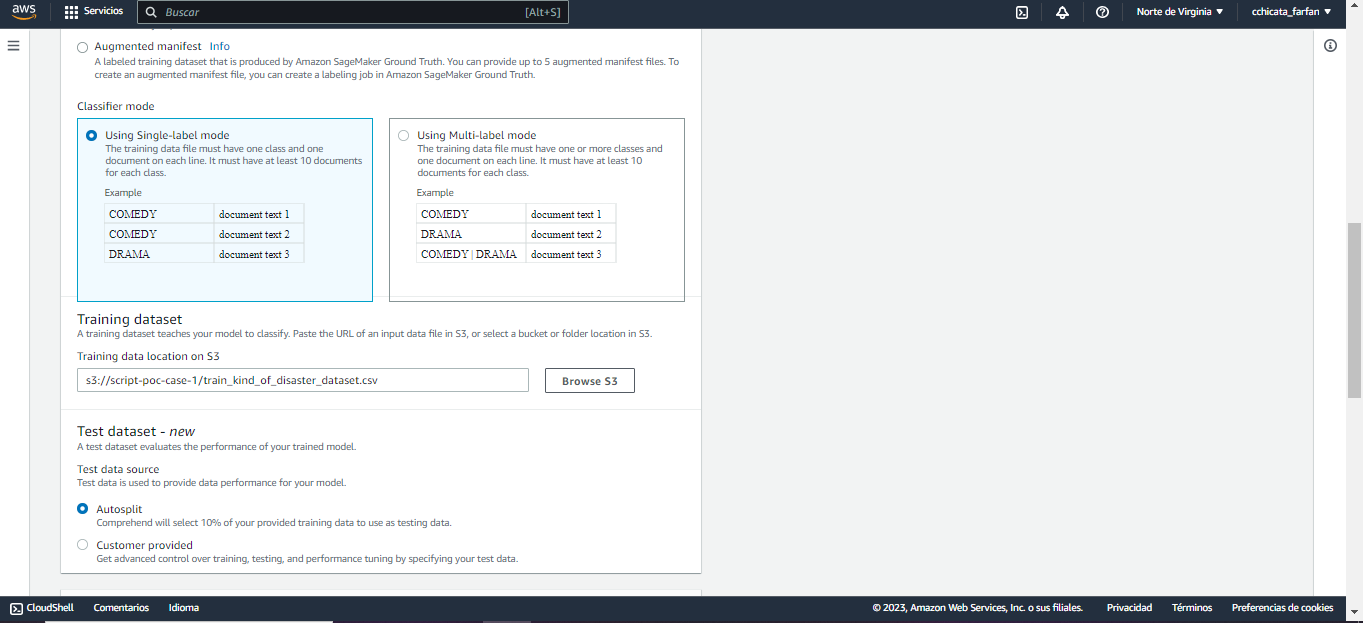 aws Servicios Buscar [Alt+S] Norte de Virginia cchicata_farfan
Augmented manifest Info
A labeled training dataset that is produced by Amazon SageMaker Ground Truth. You can provide up to 5 augmented manifest files. To
create an augmented manifest file, you can create a labeling job in Amazon SageMaker Ground Truth.
Classifier mode
Using Single-label mode
The training data file must have one class and one
document on each line. It must have at least 10 documents
for each class.
Example
COMEDY document text 1
COMEDY document text 2
DRAMA document text 3
Using Multi-label mode
The training data file must have one or more classes and
one document on each line. It must have at least 10
documents for each class.
Example
COMEDY document text 1
DRAMA document text 2
COMEDY | DRAMA document text 3
Training dataset
A training dataset teaches your model to classify. Paste the URL of an input data file in S3, or select a bucket or folder location in S3.
Training data location on S3
s3://script-poc-case-1/train_kind_of_disaster_dataset.csv Browse S3
Test dataset - new
A test dataset evaluates the performance of your trained model.
Test data source
Test data is used to provide data performance for your model.
Autosplit
Comprehend will select 10% of your provided training data to use as testing data.
Customer provided
Get advanced control over training, testing, and performance tuning by specifying your test data.
CloudShell Comentarios Idioma © 2023, Amazon Web Services, Inc. o sus filiales. Privacidad Términos Preferencias de cookies